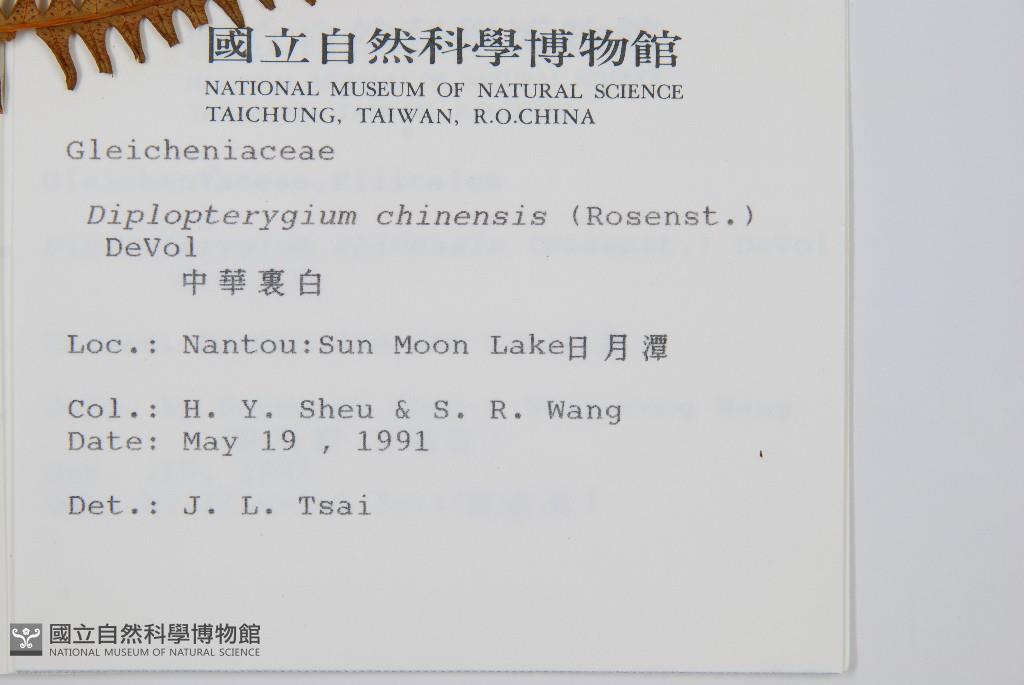 國立自然科學博物館
NATIONAL MUSEUM OF NATURAL SCIENCE
TAICHUNG, TAIWAN, R.O.CHINA
Gleicheniaceae
Diplopterygium chinensis (Rosenst.)
DeVol
中華裏白
Loc.: Nantou:Sun Moon Lake日月潭
Col.: H. Y. Sheu & S. R. Wang
Date: May 19 , 1991
Det.: J. L. Tsai
國立自然科學博物館
NATIONAL MUSEUM OF NATURAL SCIENCE